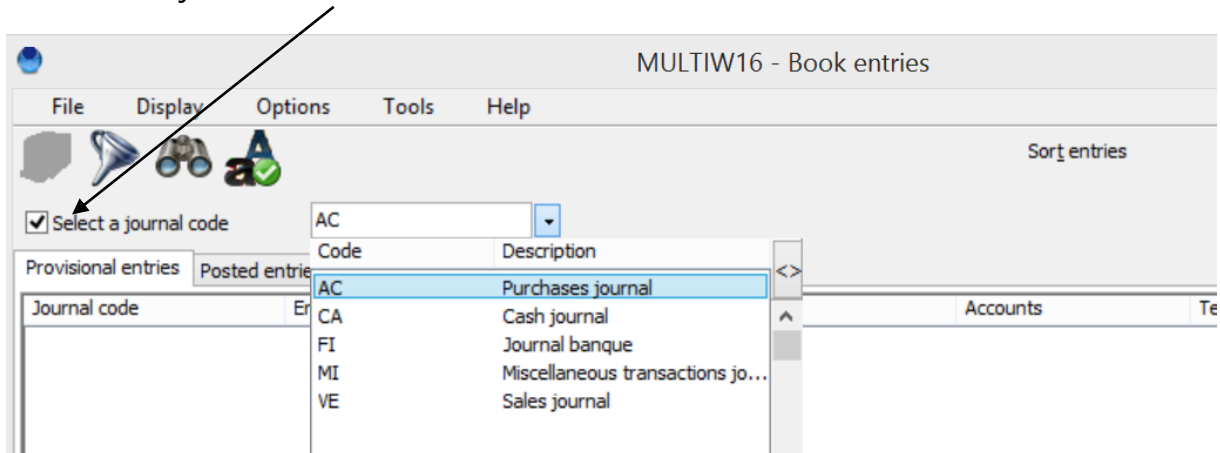 MULTIW16 - Book entries
File Display Options Tools Help
Sort entries
Select a journal code AC
Code Description
Provisional entries Posted entrie
AC Purchases journal
<>
Journal code Accounts
CA Cash journal
FI Journal banque
MI Miscellaneous transactions jo...
VE Sales journal